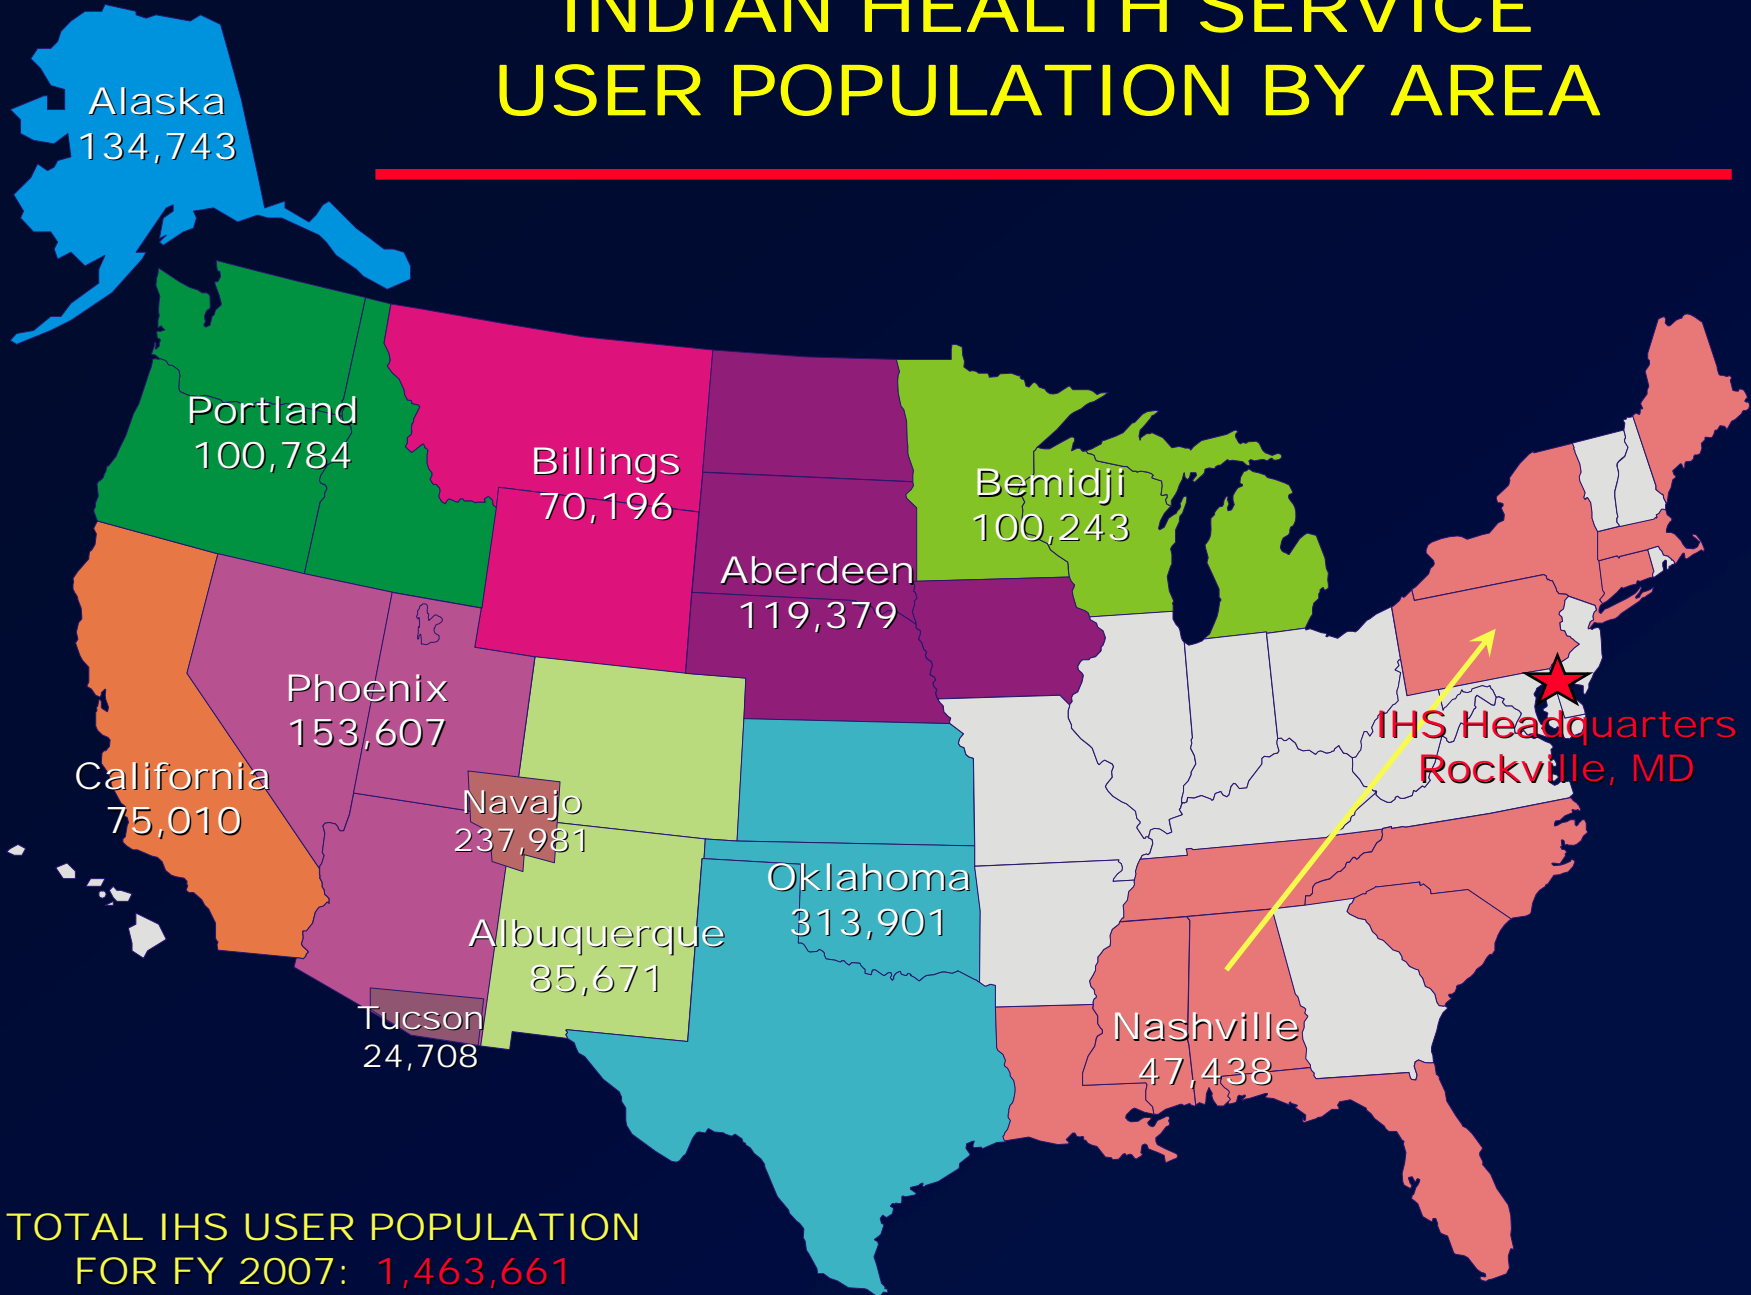 INDIAN HEALTH SERVICE
USER POPULATION BY AREA
Alaska
134,743
Portland
100,784
Billings
70,196
Bemidji
100,243
Aberdeen
119,379
Phoenix
153,607
California
75,010
Navajo
237,981
Oklahoma
313,901
Albuquerque
85,671
Tucson
24,708
Nashville
47,438
IHS Headquarters
Rockville, MD
TOTAL IHS USER POPULATION
FOR FY 2007: 1,463,661